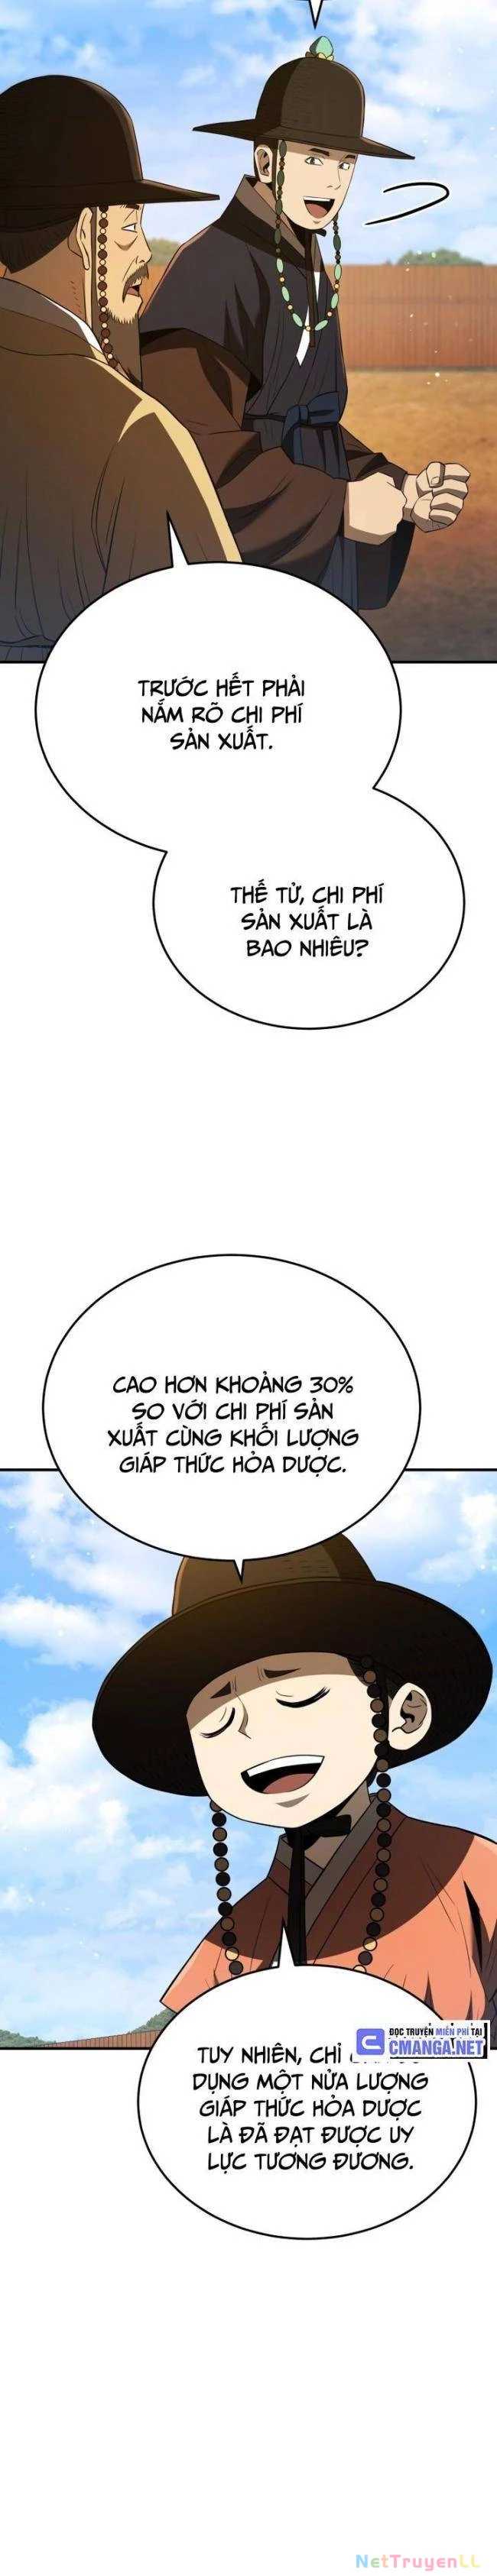 TRƯỚC HẾT PHẢI
NẮM RÕ CHI PHÍ
SẢN XUẤT.
THẾ TỬ, CHI PHÍ
SẢN XUẤT LÀ
BAO NHIÊU?
CAO HƠN KHOẢNG 30%
SO VỚI CHI PHÍ SẢN
XUẤT CÙNG KHỐI LƯỢNG
GIÁP THỨC HỎA DƯỢC.
ĐỌC TRUYỆN MIỄN PHÍ TẠI
CMANGA.NET
TUY NHIÊN, CHỈ
DỤNG MỘT NỬA LƯỢNG
GIÁP THỨC HỎA DƯỢC
LÀ ĐÃ ĐẠT ĐƯỢC UY
LỰC TƯƠNG ĐƯƠNG.
NetTruyenLL